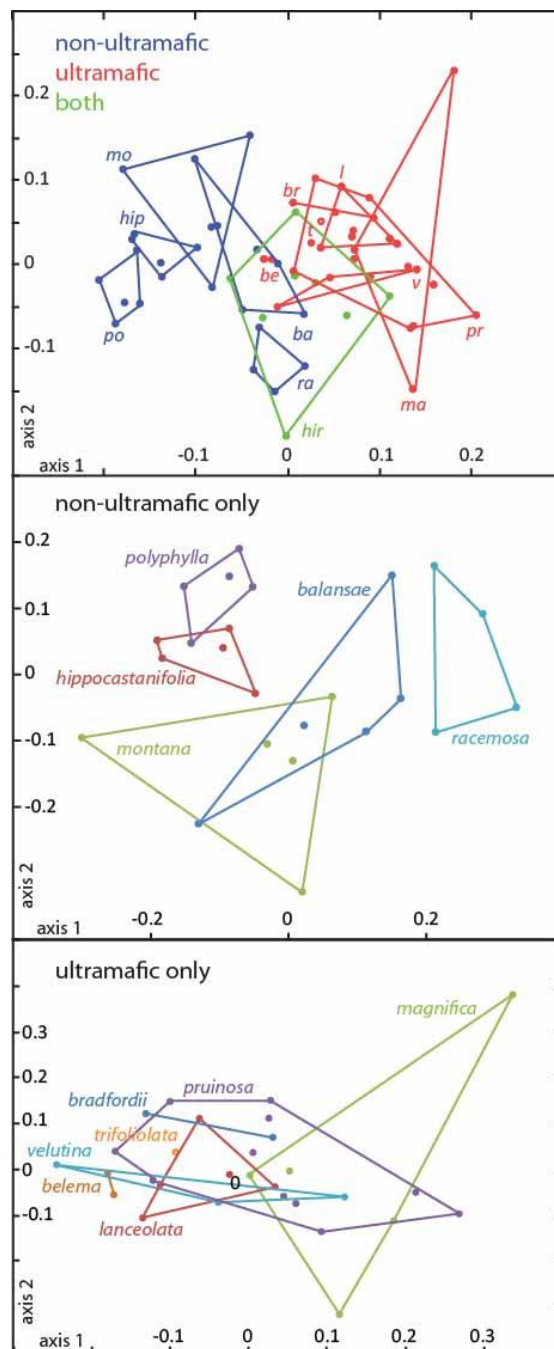 non-ultramafic
ultramafic
both
0.2
mo
l
0.1
br
hip
t
0
be
v
po
ba
pr
-0.1
ra
ma
hir
axis 2
axis 1
-0.1
0
0.1
0.2
non-ultramafic only
0.2
polyphylla
balansae
0.1
0
hippocastanifolia
-0.1
montana
racemosa
-0.2
axis 2
axis 1
-0.2
0
0.2
ultramafic only
magnifica
0.3
0.2
pruinosa
bradfordii
0.1
trifoliolata
velutina
0
o
belema
-0.1
lanceolata
axis 2
axis 1
-0.1
0
0.1
0.2
0.3